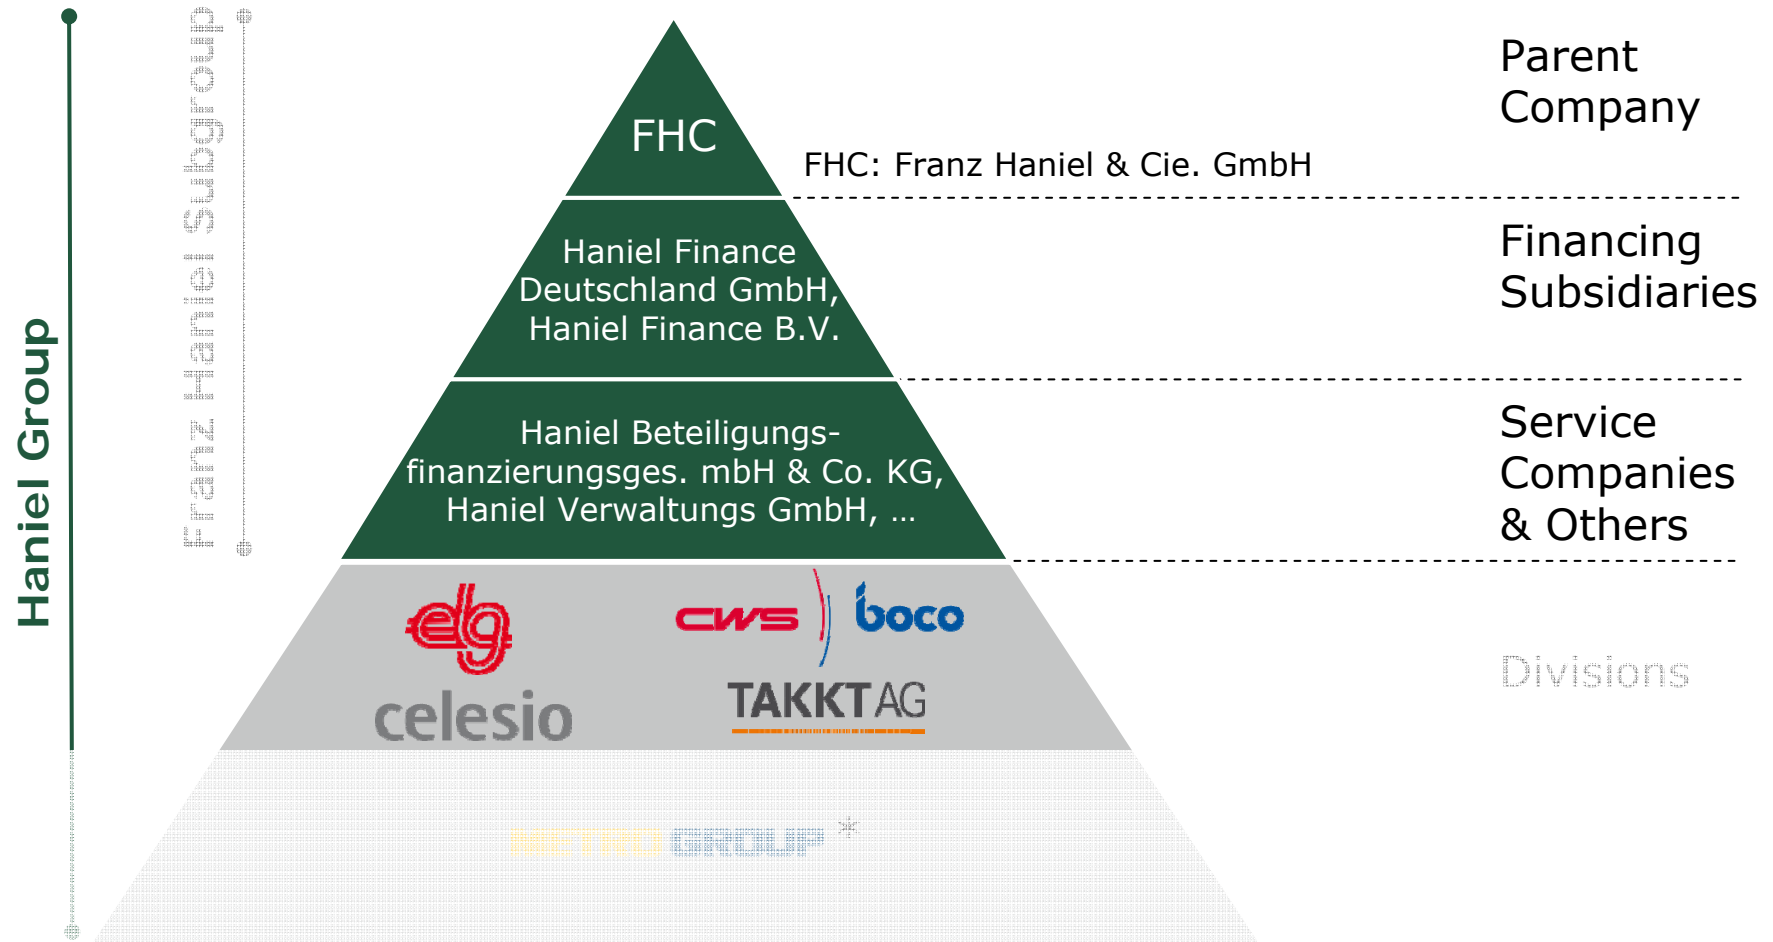 Haniel Group
Franz Haniel Subgroup
FHC
FHC: Franz Haniel & Cie. GmbH
Parent
Company
Haniel Finance
Deutschland GmbH,
Haniel Finance B.V.
Financing
Subsidiaries
Haniel Beteiligungs-
finanzierungsges. mbH & Co. KG,
Haniel Verwaltungs GmbH, …
Service
Companies
& Others
elg
CWS boco
celesio
TAKKT AG
Divisions
METRO GROUP *